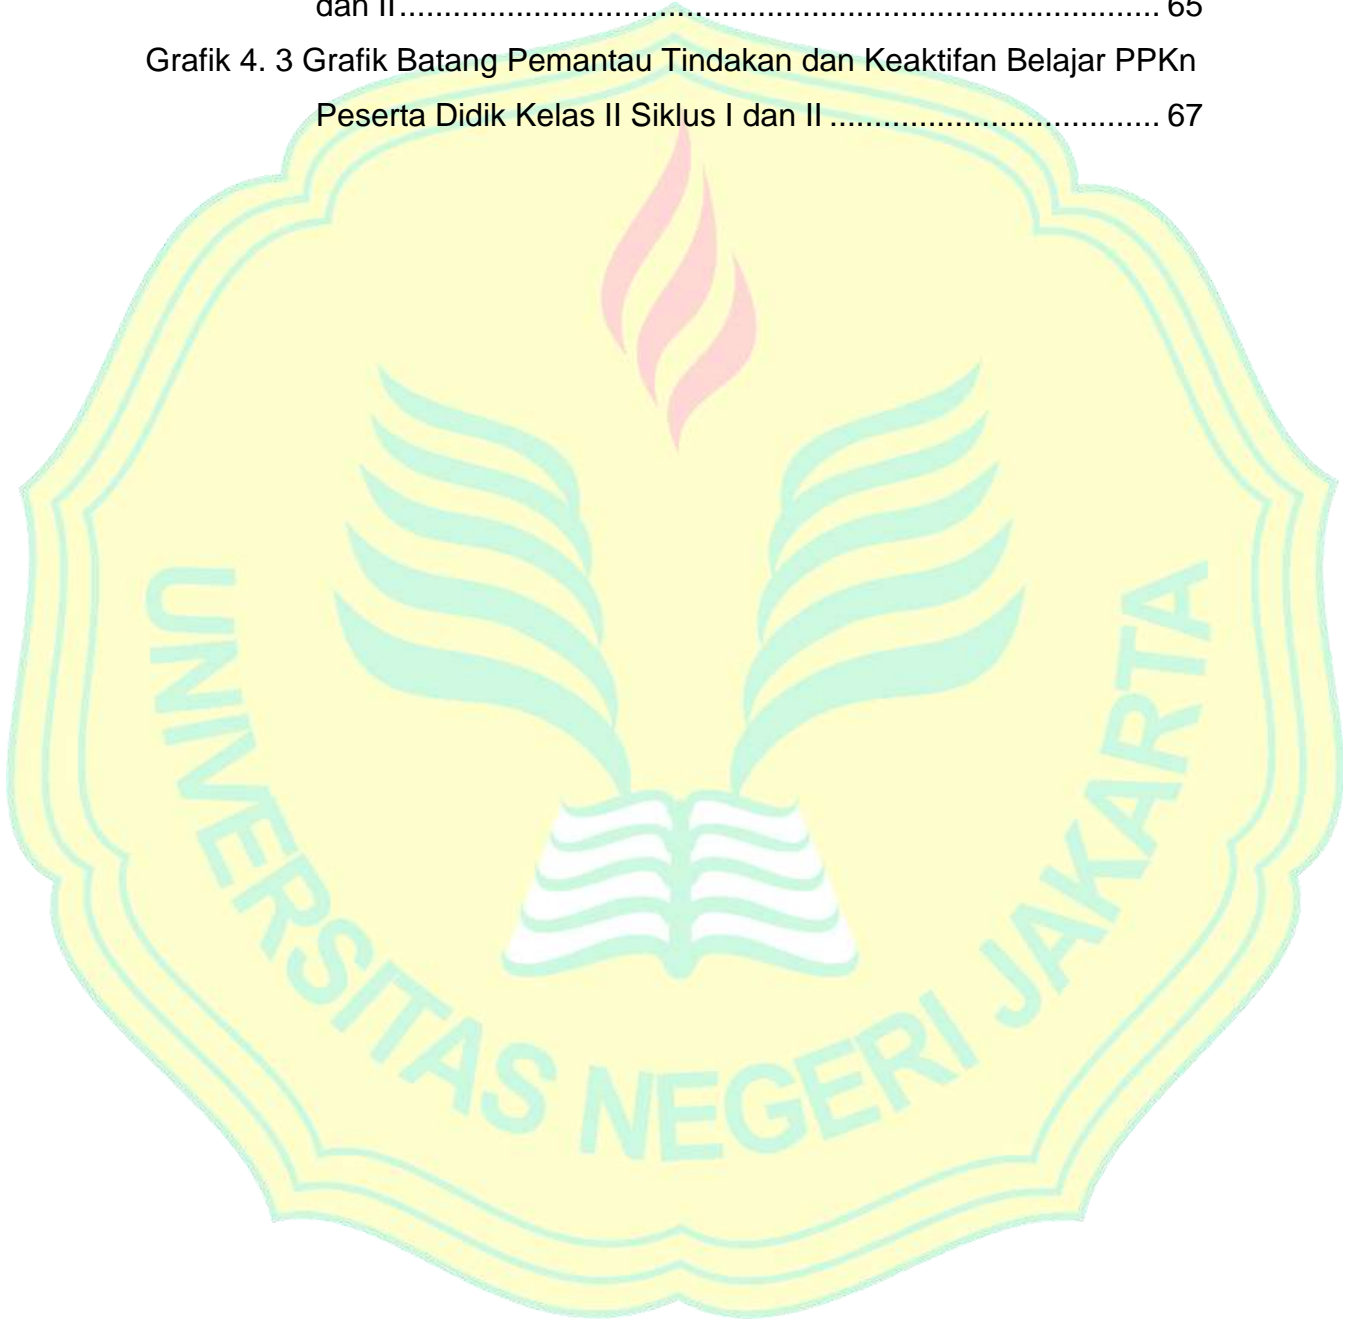 dan II....................................................................................... 65
Grafik 4. 3 Grafik Batang Pemantau Tindakan dan Keaktifan Belajar PPKn
Peserta Didik Kelas II Siklus I dan II ..................................... 67
UNIVERSITAS NEGERI JAKARTA